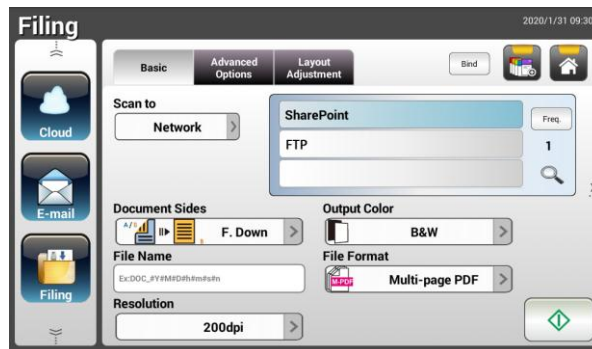 Filing
2020/1/31 09:30
Basic
Advanced
Options
Layout
Adjustment
Bind
Cloud
E-mail
Filing
Scan to
Network
SharePoint
FTP
Freq.
1
Document Sides
A/B
F. Down
Output Color
B&W
File Name
Ex:DOC_#Y#M#D#h#m#s#n
File Format
M-PDF
Multi-page PDF
Resolution
200dpi